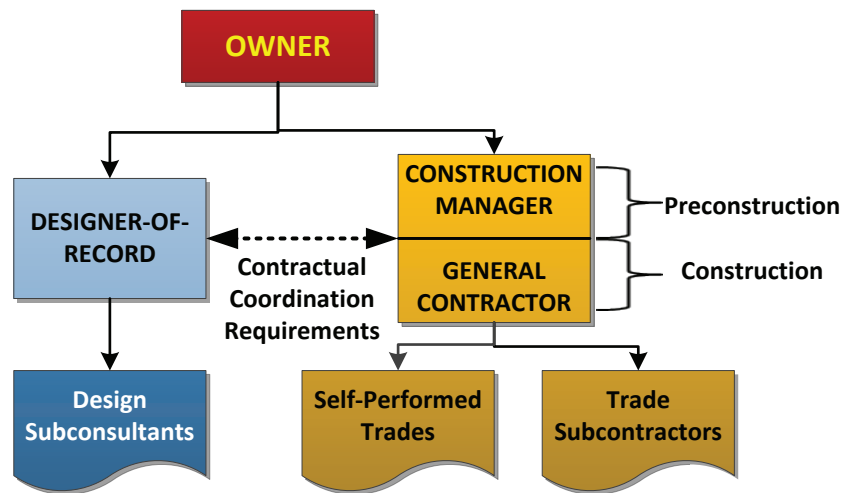 OWNER
DESIGNER-OF-
RECORD
Contractual
Coordination
Requirements
CONSTRUCTION
MANAGER
GENERAL
CONTRACTOR
Preconstruction
Construction
Design
Subconsultants
Self-Performed
Trades
Trade
Subcontractors